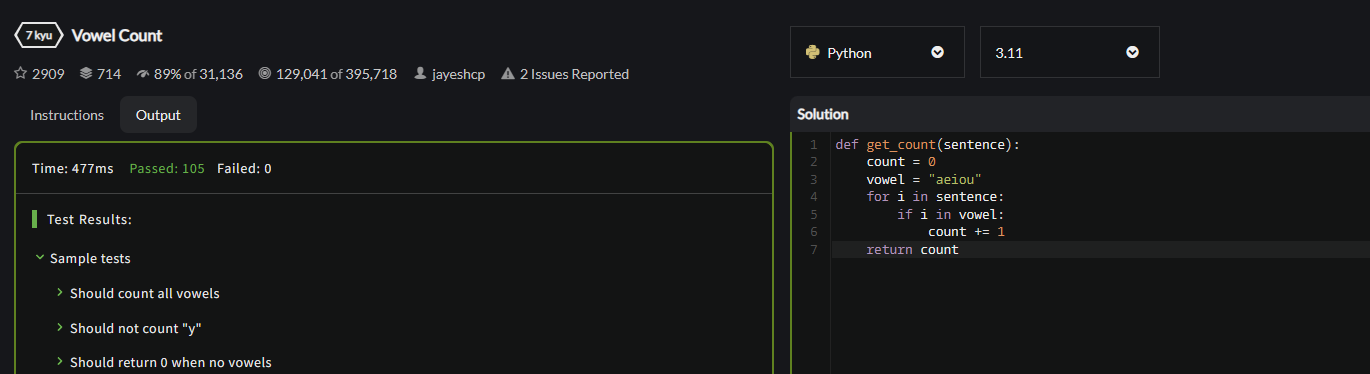 7 kyu Vowel Count
2909 714 89% of 31,136 129,041 of 395,718 jayeshcp 2 Issues Reported
Instructions Output
Time: 477ms Passed: 105 Failed: 0
Test Results:
Sample tests
Should count all vowels
Should not count "y"
Should return 0 when no vowels
Python 3.11
Solution
1 def get_count(sentence):
2     count = 0
3     vowel = "aeiou"
4     for i in sentence:
5         if i in vowel:
6             count += 1
7     return count